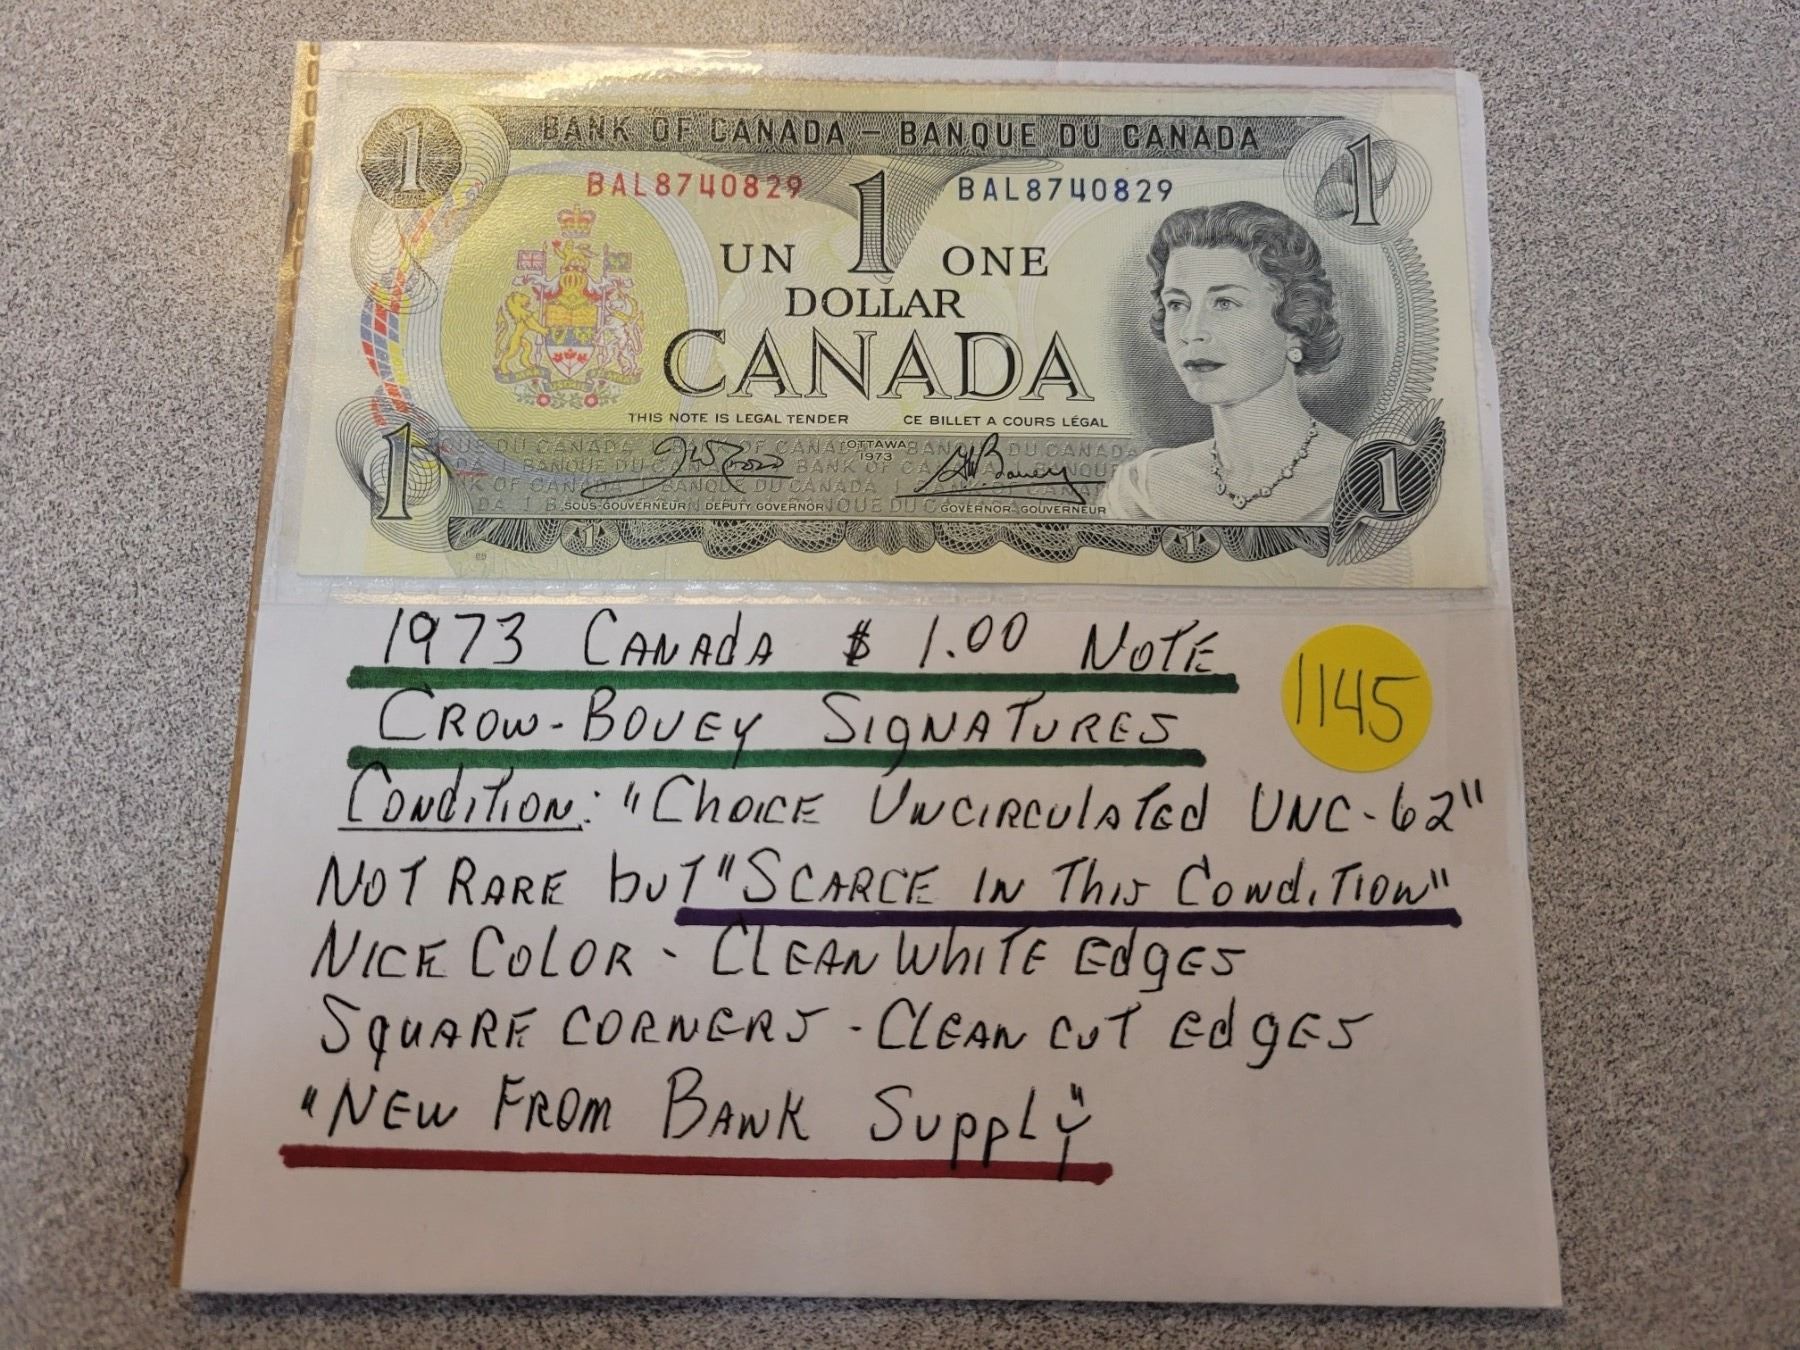 BANK OF CANADA – BANQUE DU CANADA
1 1
BAL8740829 1 BAL8740829
UN ONE
DOLLAR
CANADA
THIS NOTE IS LEGAL TENDER CE BILLET A COURS LÉGAL
OTTAWA
1973
1 1
SOUS-GOUVERNEUR DEPUTY GOVERNOR GOVERNOR-GOUVERNEUR
1 1
1973 CANADA $ 1.00 NOTE
CROW-BOUEY SIGNATURES
1145
CONDITION: "CHOICE UNCIRCULATED UNC-62"
NOT RARE but "SCARCE IN THIS CONDITION"
NICE COLOR - CLEAN WHITE EDGES
SQUARE CORNERS - CLEAN CUT EDGES
"NEW FROM BANK SUPPLY"